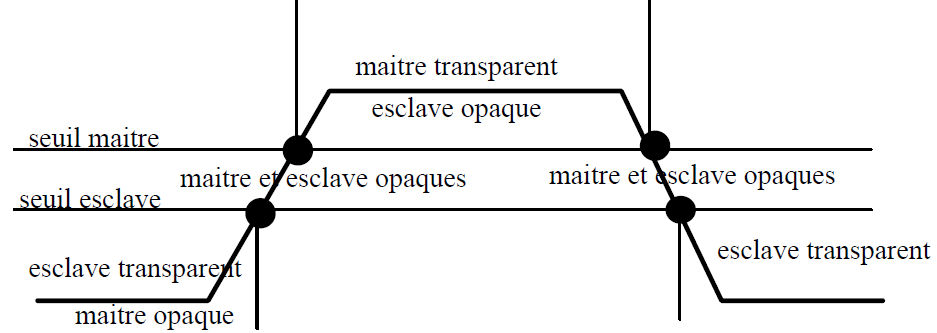 maitre transparent
esclave opaque
seuil maitre
maitre et esclave opaques
maitre et esclave opaques
seuil esclave
esclave transparent
esclave transparent
maitre opaque